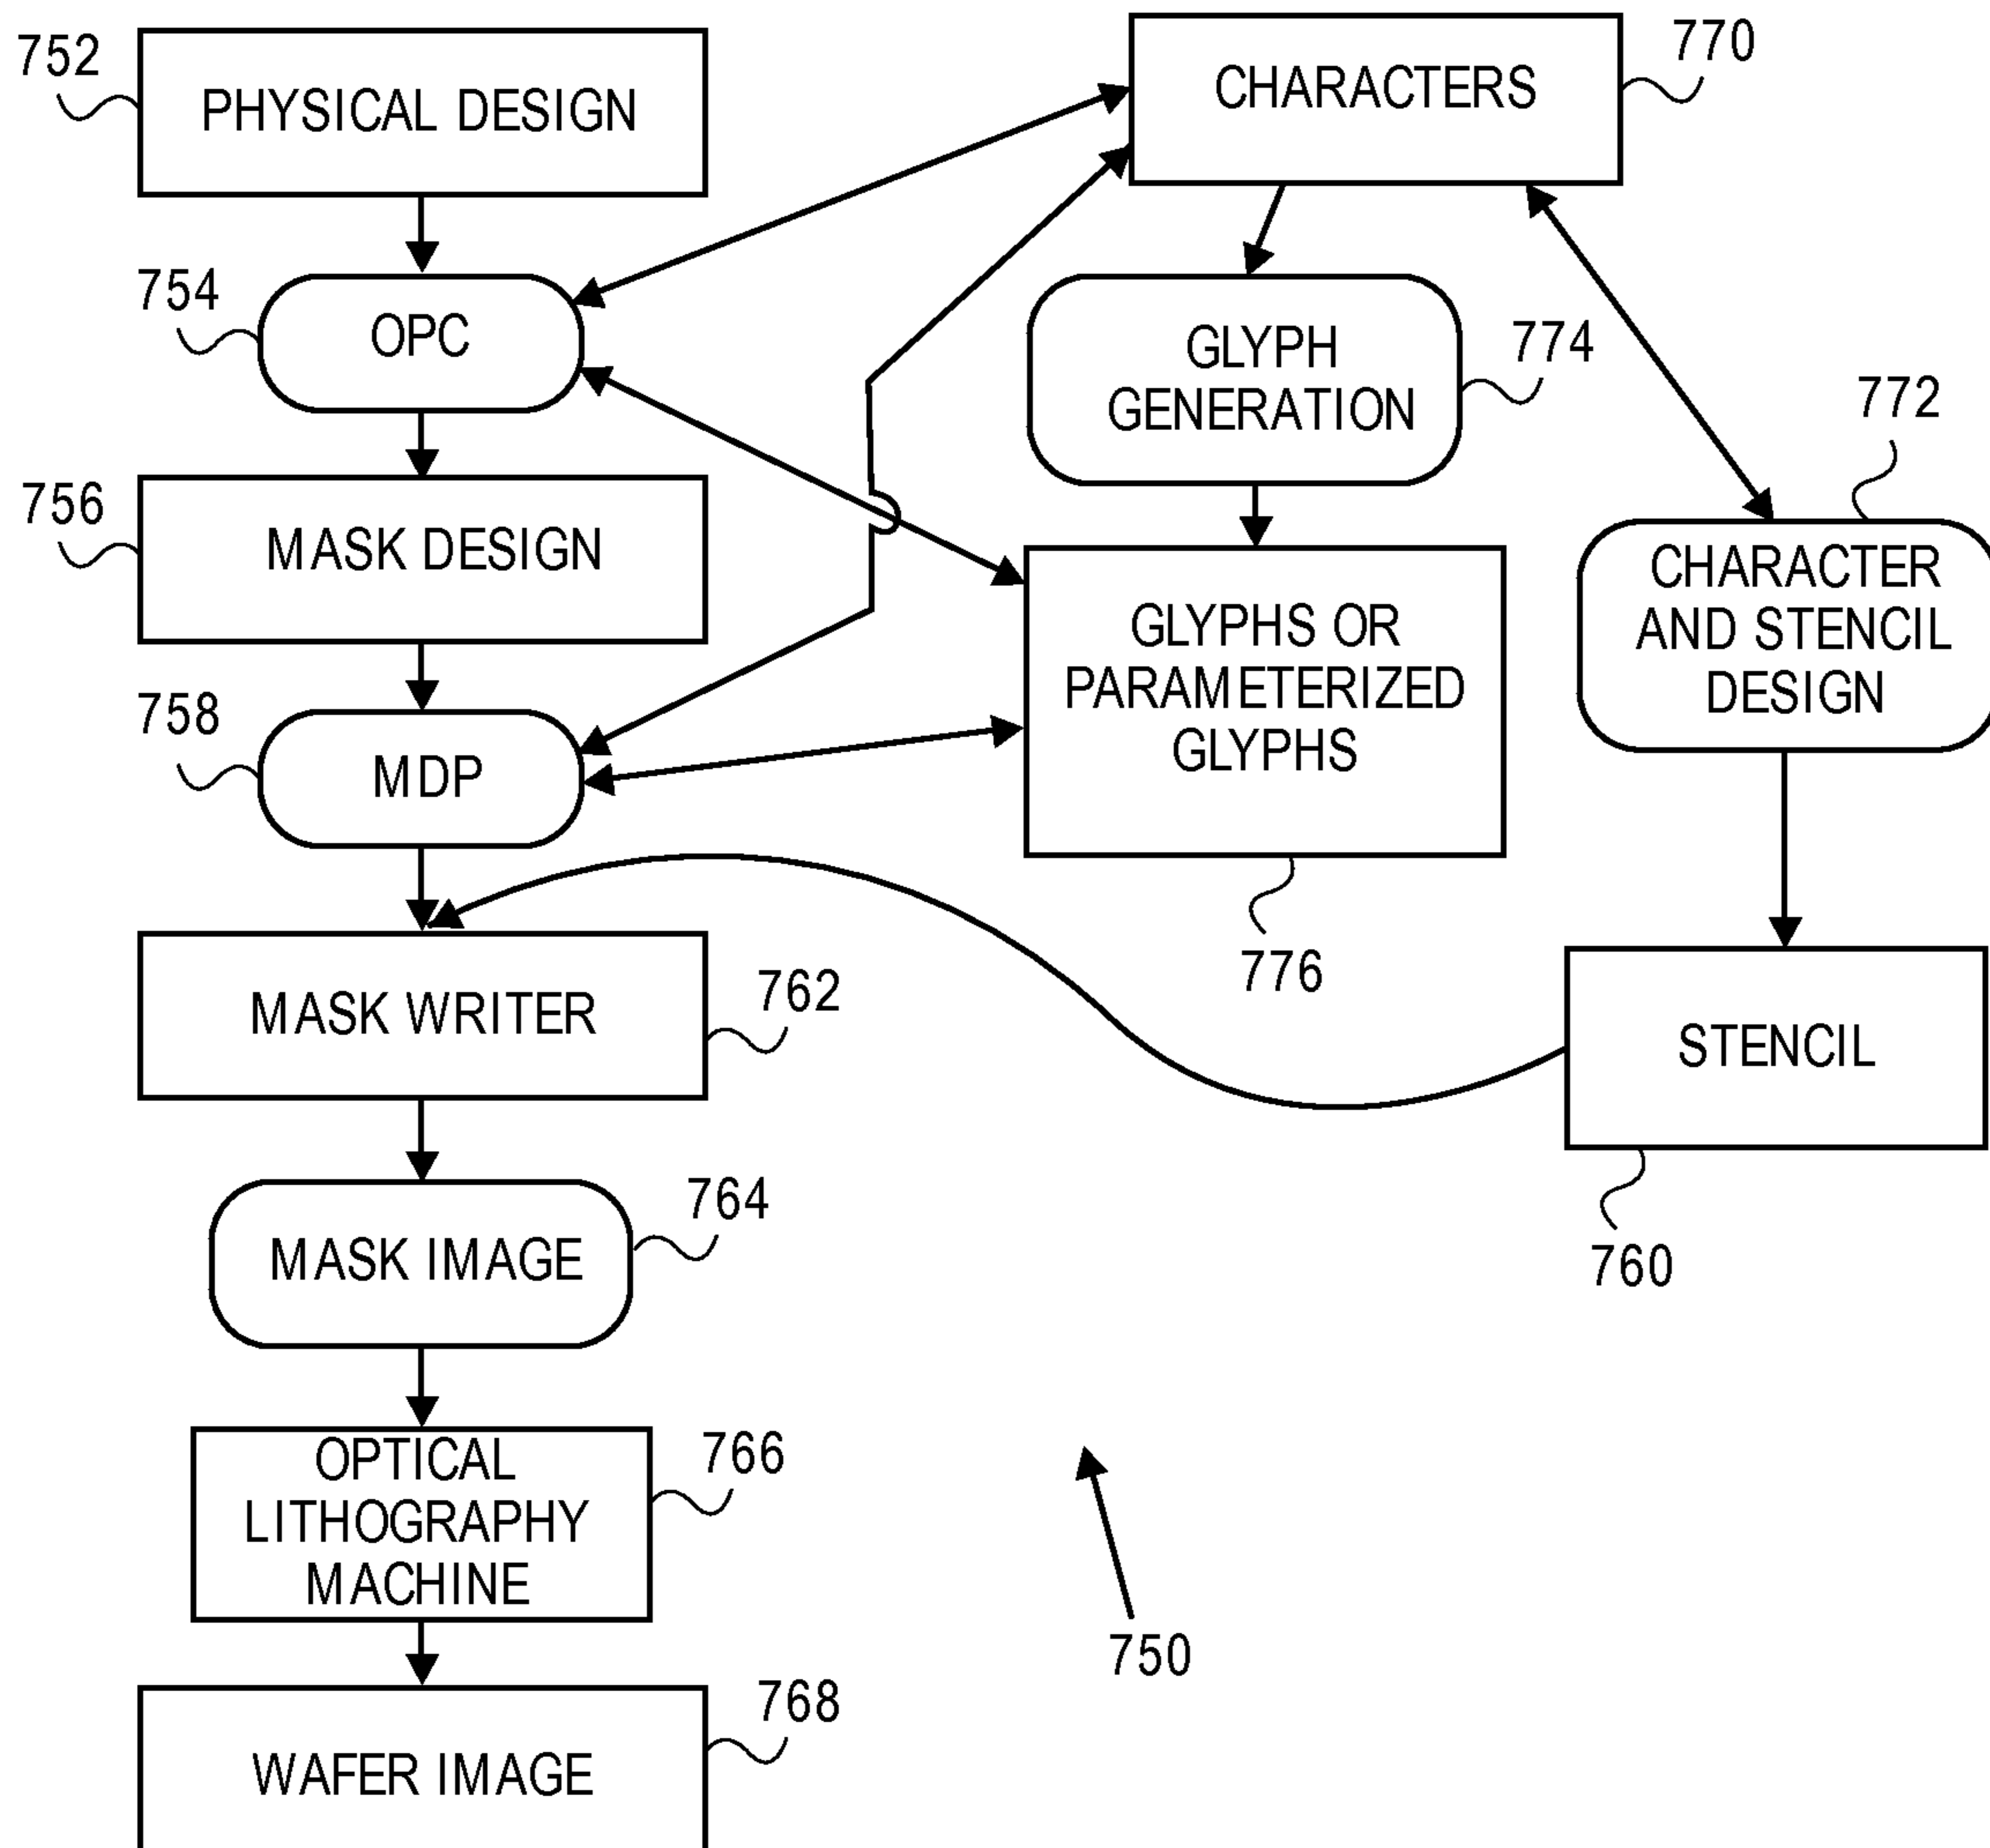 752
PHYSICAL DESIGN
CHARACTERS
770
754
OPC
GLYPH
GENERATION
774
772
756
MASK DESIGN
CHARACTER
AND STENCIL
DESIGN
GLYPHS OR
PARAMETERIZED
GLYPHS
758
MDP
776
MASK WRITER
762
STENCIL
760
764
MASK IMAGE
OPTICAL
LITHOGRAPHY
MACHINE
766
750
768
WAFER IMAGE